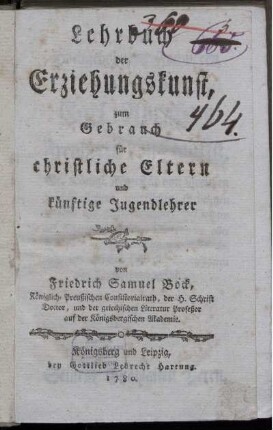 Lehrbuch
der
Erziehungskunst,
zum
Gebrauch
für
christliche Eltern
und
künftige Jugendlehrer
464.
von
Friedrich Samuel Bock,
Königlich-Preußischen Consistorialrath, der H. Schrift
Doctor, und der griechischen Literatur Professor
auf der Königsbergischen Akademie.
Königsberg und Leipzig,
bey Gottlieb Lebrecht Hartung.
1780.